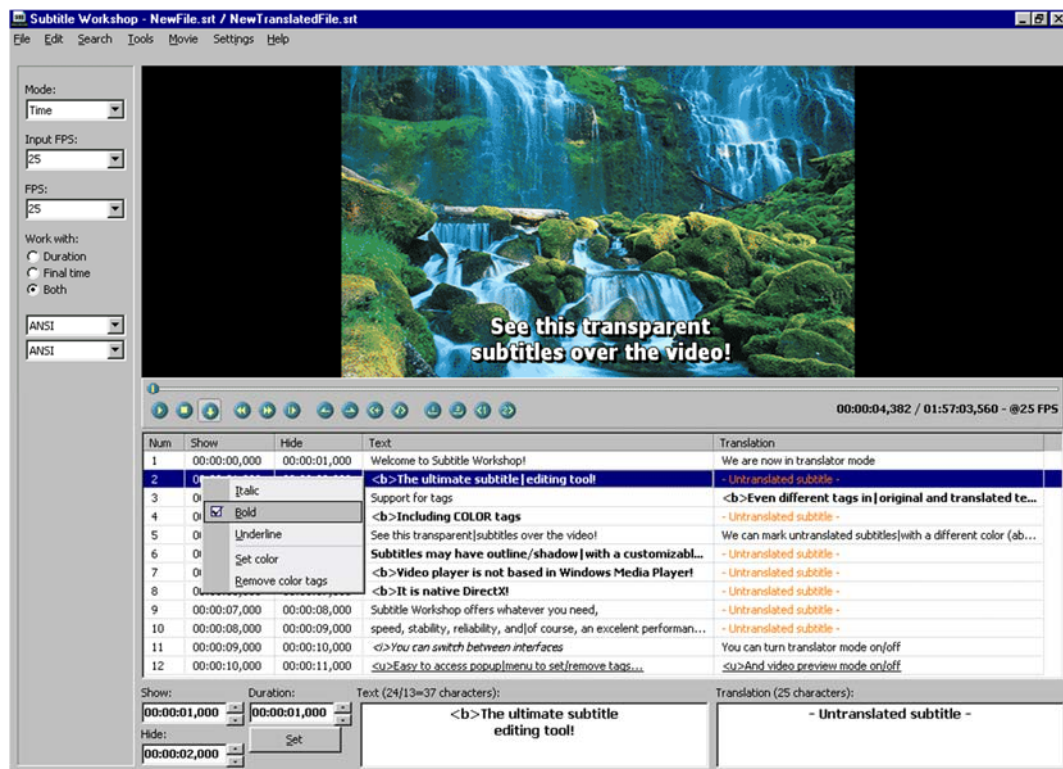 Subtitle Workshop - NewFile.srt / NewTranslatedFile.srt
File Edit Search Tools Movie Settings Help
Mode:
Time
Input FPS:
25
FPS:
25
Work with:
Duration
Final time
Both
ANSI
ANSI
See this transparent
subtitles over the video!
00:00:04,382 / 01:57:03,560 - @25 FPS
Num Show Hide Text Translation
1 00:00:00,000 00:00:01,000 Welcome to Subtitle Workshop! We are now in translator mode
2 <b>The ultimate subtitle|editing tool! - Untranslated subtitle -
3 Support for tags <b>Even different tags in|original and translated te...
4 <b>Including COLOR tags - Untranslated subtitle -
5 See this transparent|subtitles over the video! We can mark untranslated subtitles|with a different color (ab...
6 Subtitles may have outline/shadow|with a customizabl... - Untranslated subtitle -
7 <b>Video player is not based in Windows Media Player! - Untranslated subtitle -
8 <b>It is native DirectX! - Untranslated subtitle -
9 00:00:07,000 00:00:08,000 Subtitle Workshop offers whatever you need, - Untranslated subtitle -
10 00:00:08,000 00:00:09,000 speed, stability, reliability, and|of course, an excelent performan... - Untranslated subtitle -
11 00:00:09,000 00:00:10,000 <i>You can switch between interfaces You can turn translator mode on/off
12 00:00:10,000 00:00:11,000 <u>Easy to access popup|menu to set/remove tags... <u>And video preview mode on/off
Italic
Bold
Underline
Set color
Remove color tags
Show: Duration: Text (24/13=37 characters): Translation (25 characters):
00:00:01,000 00:00:01,000
Hide:
00:00:02,000 Set
<b>The ultimate subtitle
editing tool!
- Untranslated subtitle -